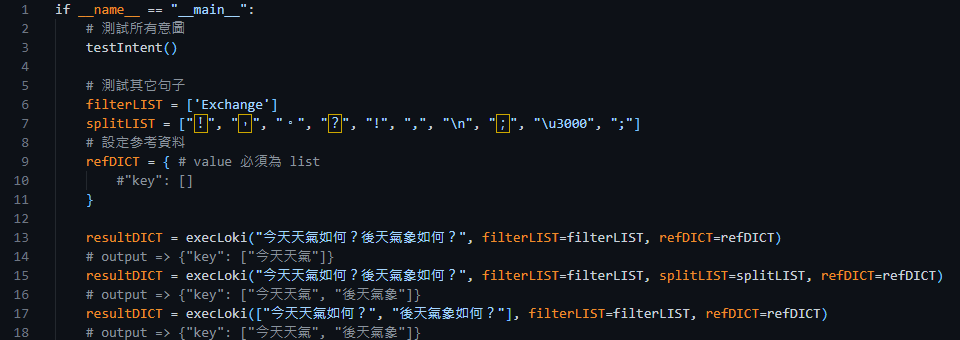 1 if __name__ == "__main__":
2     # 測試所有意圖
3     testIntent()
4
5     # 測試其它句子
6     filterLIST = ['Exchange']
7     splitLIST = ["！", "，", "。", "？", "!", ",", "\n", "；", "\u3000", ";"]
8     # 設定參考資料
9     refDICT = { # value 必須為 list
10         #"key": []
11     }
12
13     resultDICT = execLoki("今天天氣如何？後天氣象如何？", filterLIST=filterLIST, refDICT=refDICT)
14     # output => {"key": ["今天天氣"]}
15     resultDICT = execLoki("今天天氣如何？後天氣象如何？", filterLIST=filterLIST, splitLIST=splitLIST, refDICT=refDICT)
16     # output => {"key": ["今天天氣", "後天氣象"]}
17     resultDICT = execLoki(["今天天氣如何？", "後天氣象如何？"], filterLIST=filterLIST, refDICT=refDICT)
18     # output => {"key": ["今天天氣", "後天氣象"]}